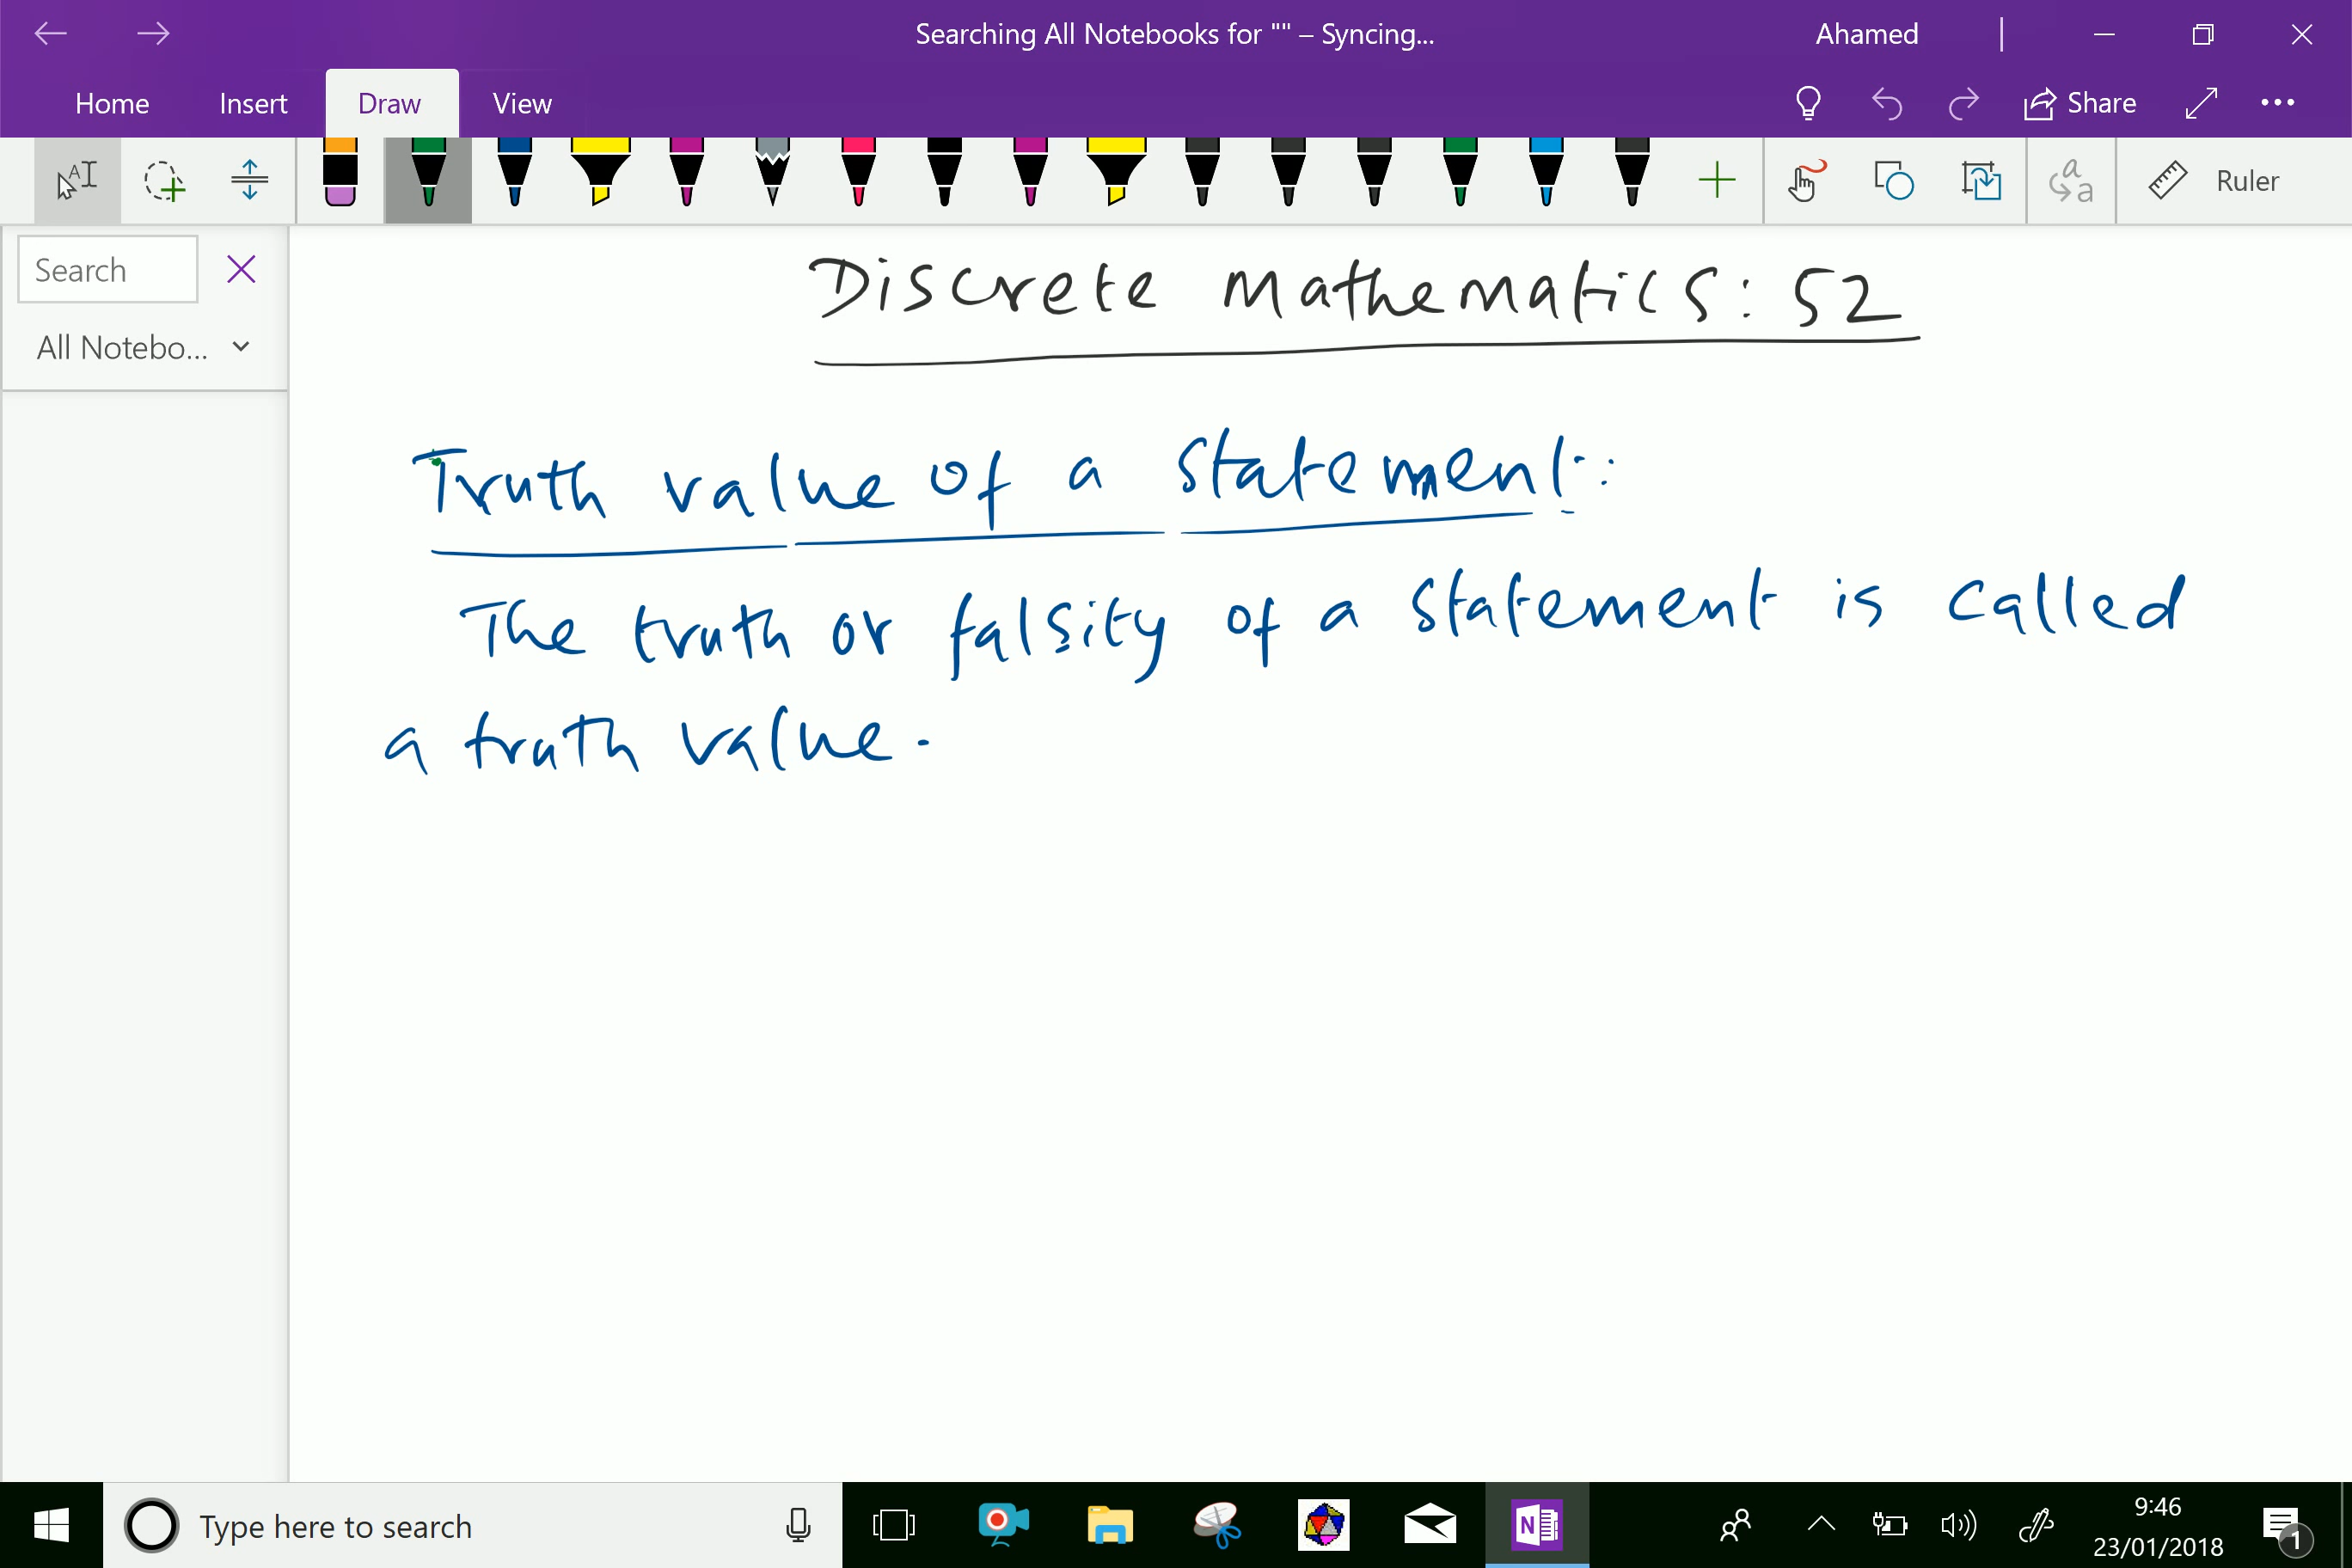 Searching All Notebooks for "" – Syncing...
Ahamed
Home Insert Draw View
Share
Ruler
Search
All Notebo...
Discrete Mathematics: 52
Truth value of a statement:
The truth or falsity of a statement is called
a truth value.
Type here to search
9:46
23/01/2018
1